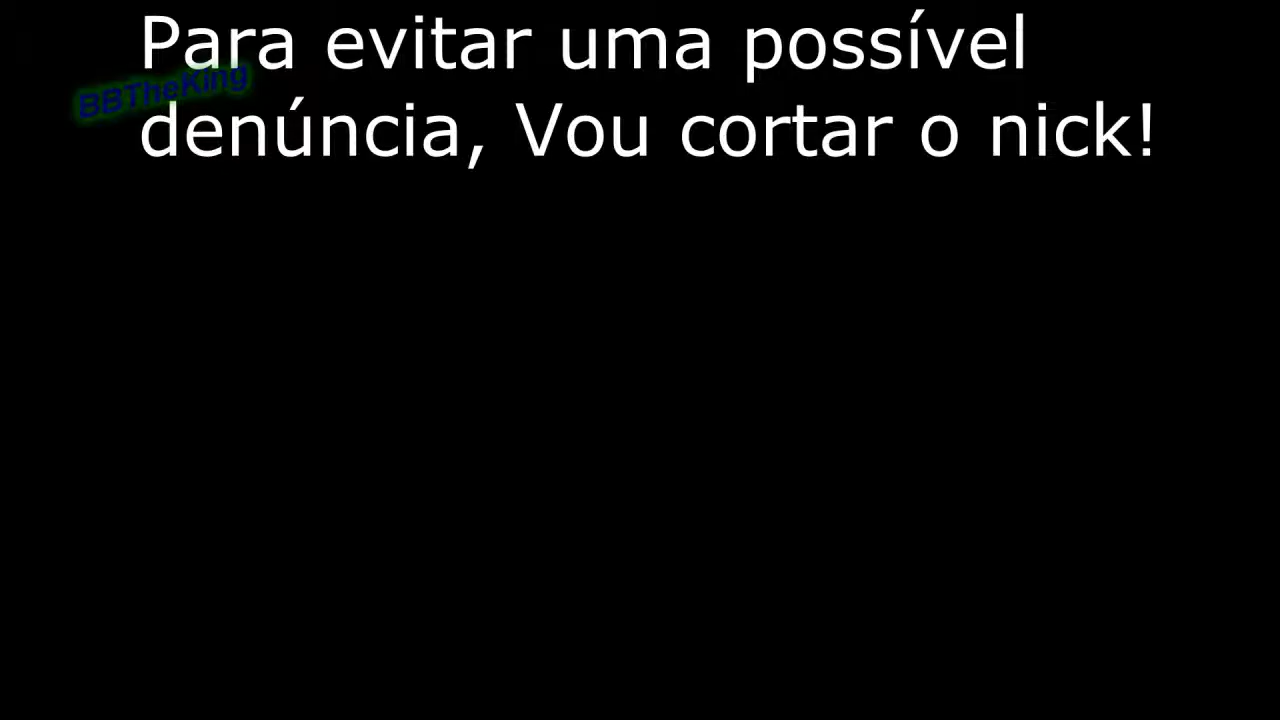 Para evitar uma possível
BBTheKing
denúncia, Vou cortar o nick!